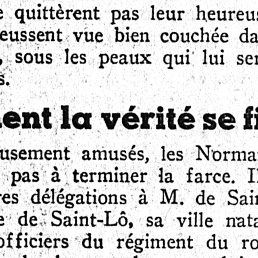 e quittèrent pas leur heureus
eussent vue bien couchée da
, sous les peaux qui lui ser
s.
ent la vérité se fi
usement amusés, les Norma
pas à terminer la farce. Il
res délégations à M. de Sain
e de Saint-Lô, sa ville nata
officiers du régiment du ro